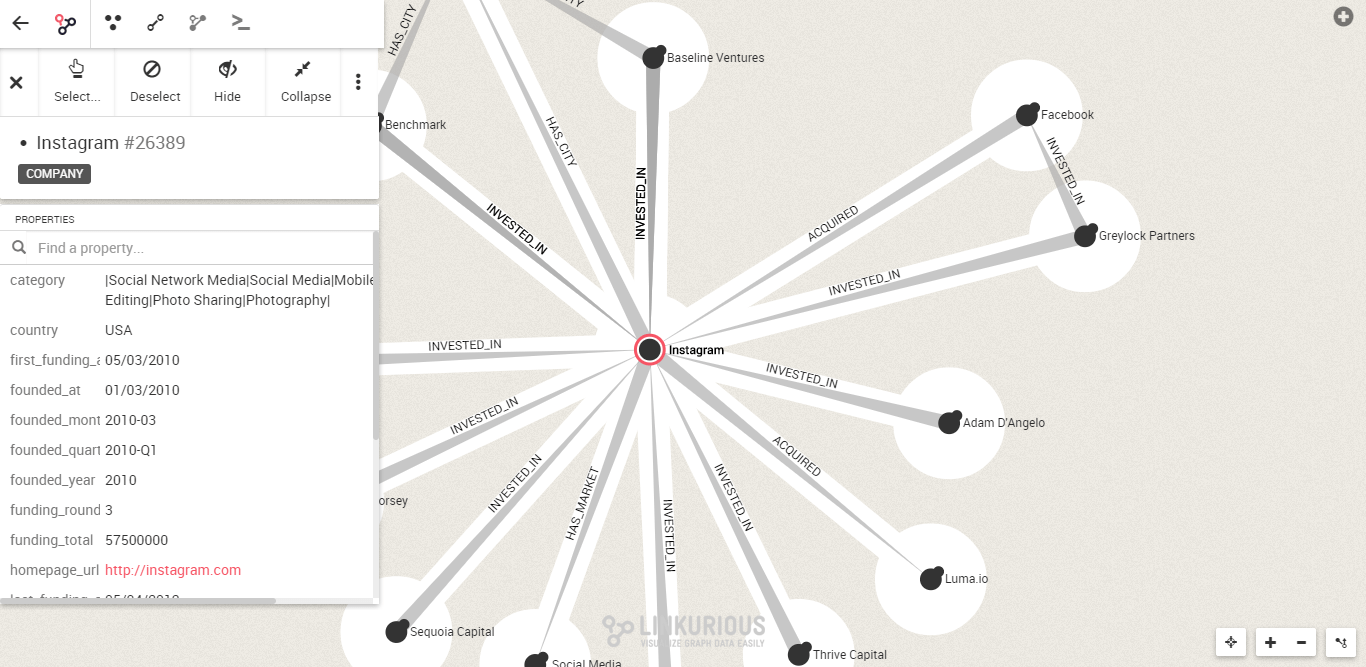 Select...
Deselect
Hide
Collapse
Instagram #26389
COMPANY
PROPERTIES
Find a property...
category
|Social Network Media|Social Media|Mobile
Editing|Photo Sharing|Photography|
country
USA
first_funding_a
05/03/2010
founded_at
01/03/2010
founded_mont
2010-03
founded_quart
2010-Q1
founded_year
2010
funding_round
3
funding_total
57500000
homepage_url
http://instagram.com
HAS_CITY
Baseline Ventures
Benchmark
HAS_CITY
Facebook
INVESTED_IN
INVESTED_IN
INVESTED_IN
ACQUIRED
Greylock Partners
INVESTED_IN
INVESTED_IN
Instagram
INVESTED_IN
INVESTED_IN
Adam D'Angelo
ACQUIRED
INVESTED_IN
HAS_MARKET
INVESTED_IN
INVESTED_IN
orsey
Luma.io
Sequoia Capital
LINKURIOUS
VISUALIZE GRAPH DATA EASILY
Thrive Capital
Social Media